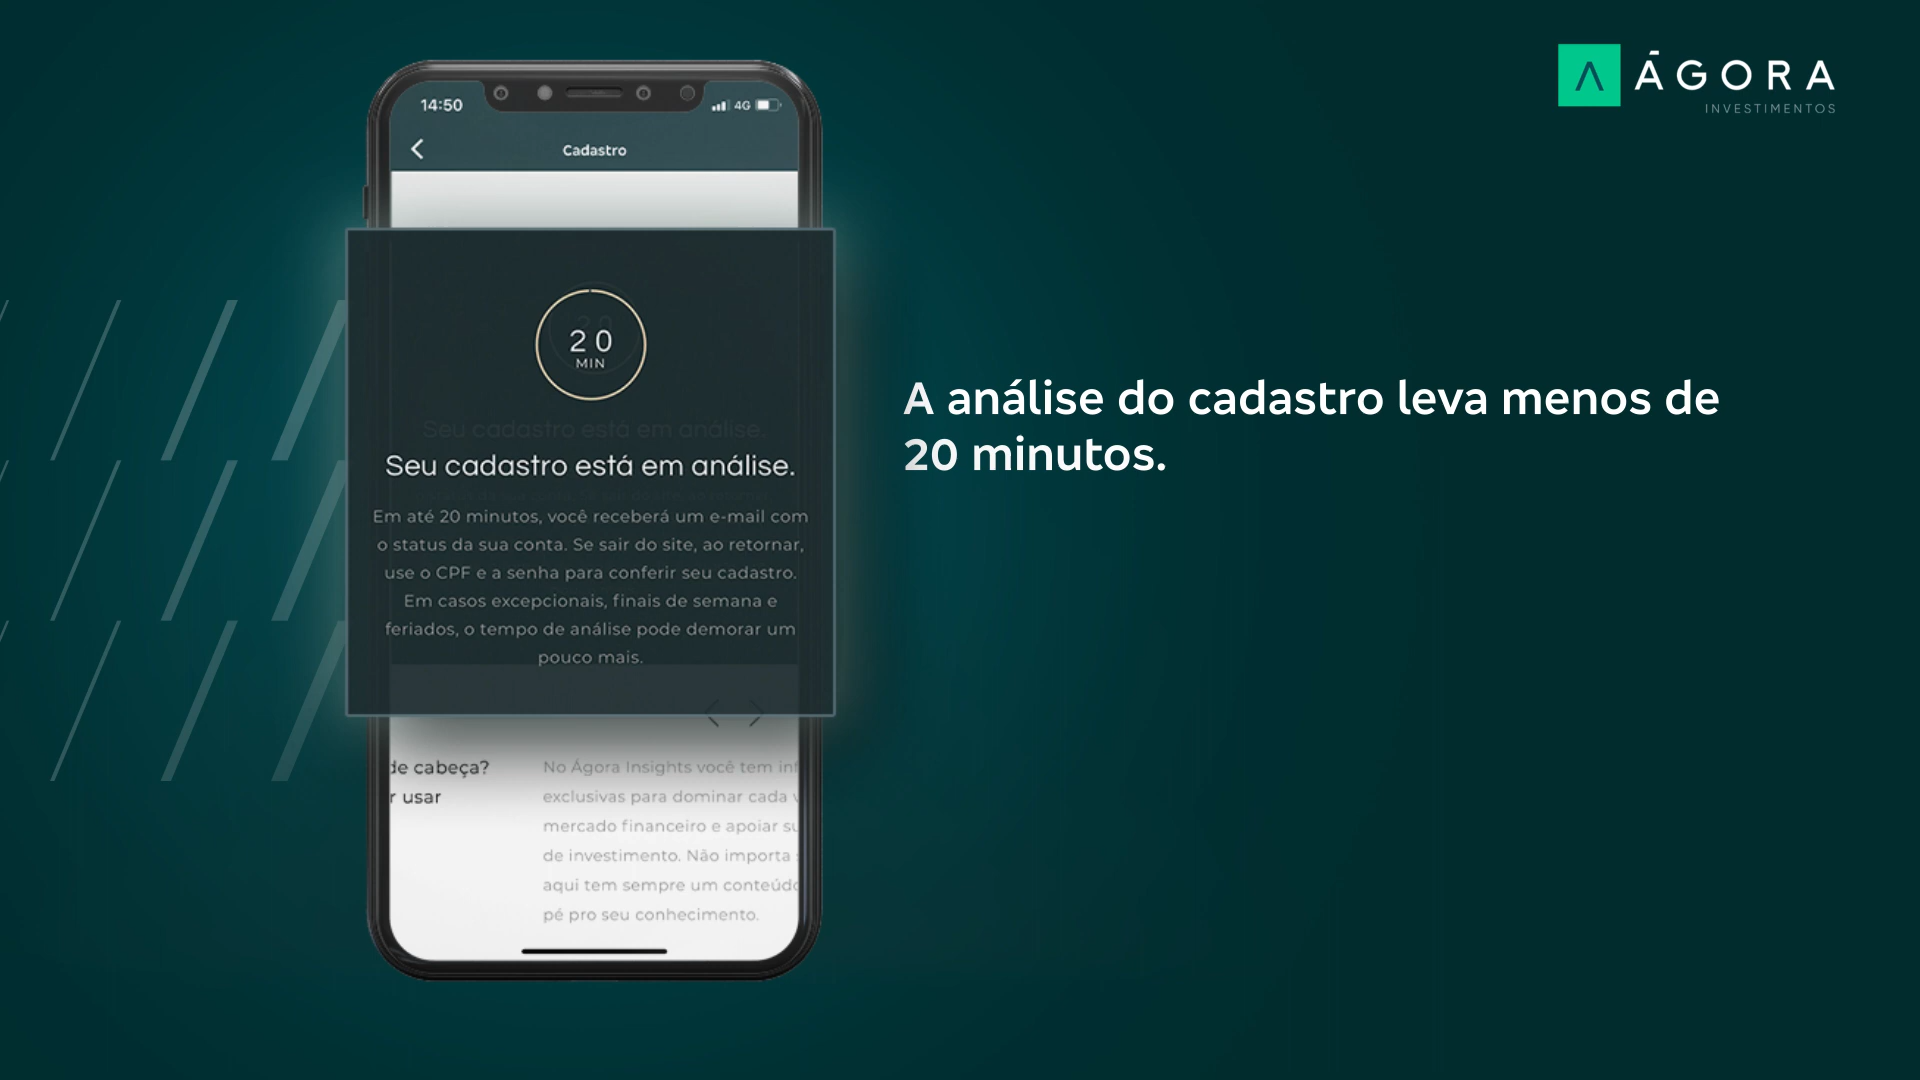 ÁGORA
INVESTIMENTOS
14:50
4G
Cadastro
20
MIN
Seu cadastro está em análise.
Em até 20 minutos, você receberá um e-mail com
o status da sua conta. Se sair do site, ao retornar,
use o CPF e a senha para conferir seu cadastro.
Em casos excepcionais, finais de semana e
feriados, o tempo de análise pode demorar um
pouco mais.
de cabeça?
r usar
No Ágora Insights você tem inf
exclusivas para dominar cada v
mercado financeiro e apoiar su
de investimento. Não importa
aqui tem sempre um conteúdo
pé pro seu conhecimento.
A análise do cadastro leva menos de
20 minutos.